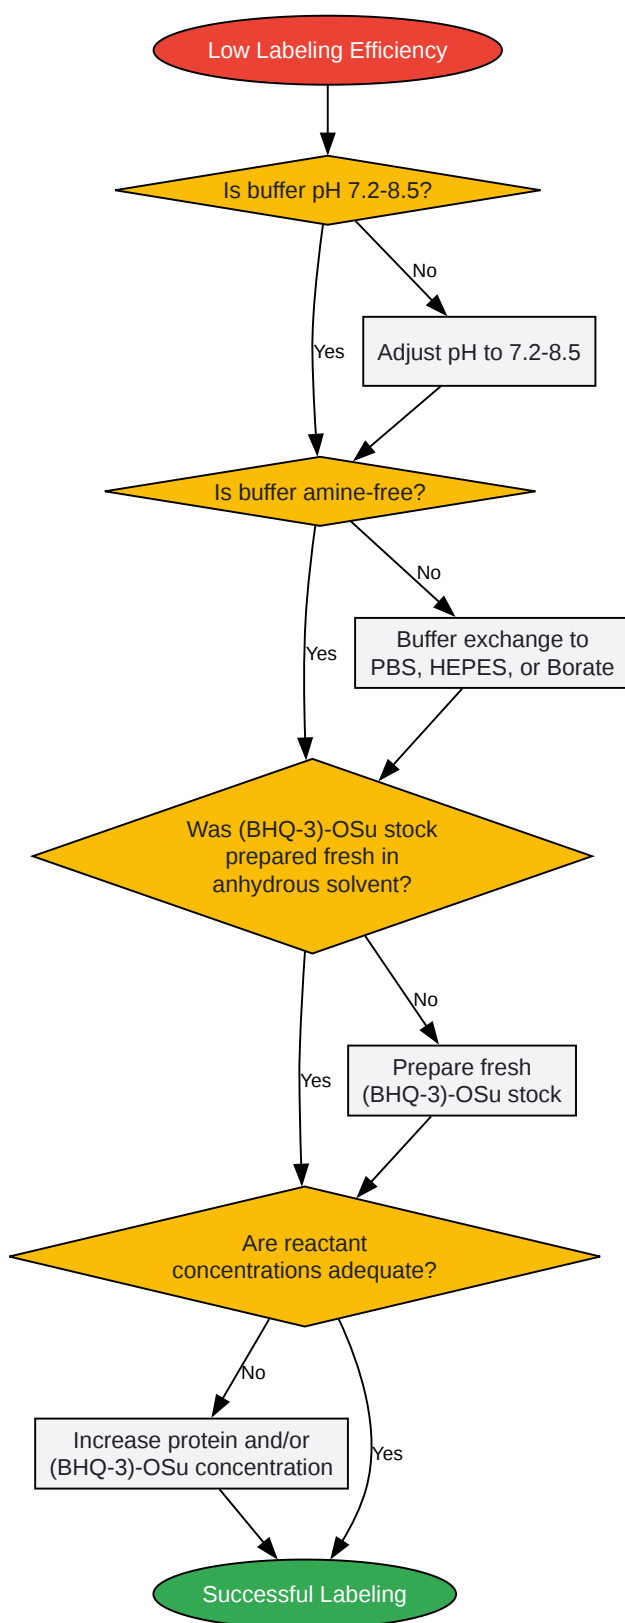 Low Labeling Efficiency
Is buffer pH 7.2-8.5?
No
Yes
Adjust pH to 7.2-8.5
Is buffer amine-free?
No
Yes
Buffer exchange to
PBS, HEPES, or Borate
Was (BHQ-3)-OSu stock
prepared fresh in
anhydrous solvent?
No
Yes
Prepare fresh
(BHQ-3)-OSu stock
Are reactant
concentrations adequate?
No
Yes
Increase protein and/or
(BHQ-3)-OSu concentration
Successful Labeling